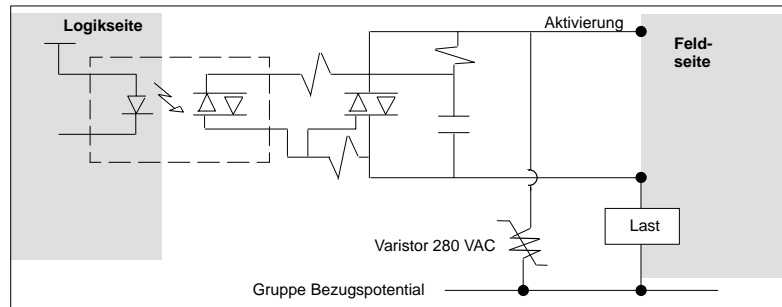 Logikseite
Aktivierung
Feld-
seite
Last
Varistor 280 VAC
Gruppe Bezugspotential